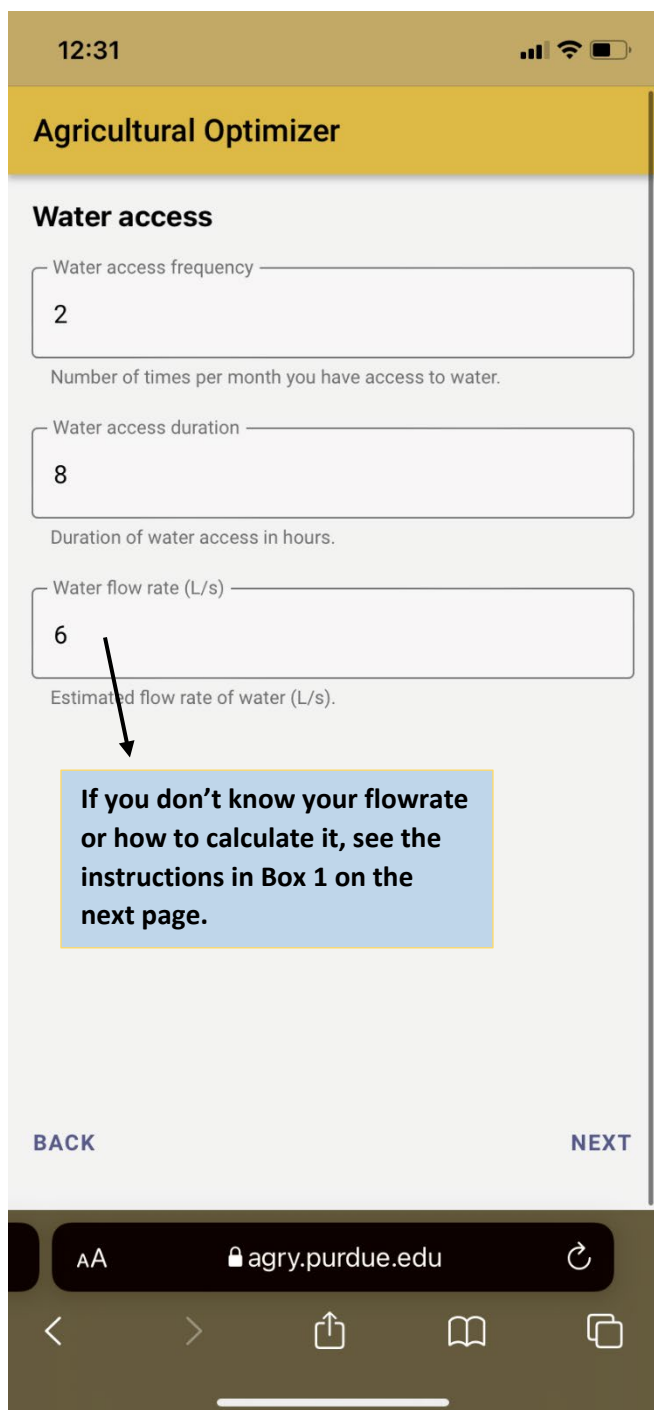 12:31
Agricultural Optimizer
Water access
Water access frequency
2
Number of times per month you have access to water.
Water access duration
8
Duration of water access in hours.
Water flow rate (L/s)
6
Estimated flow rate of water (L/s).
If you don’t know your flowrate
or how to calculate it, see the
instructions in Box 1 on the
next page.
BACK
NEXT
AA
agry.purdue.edu